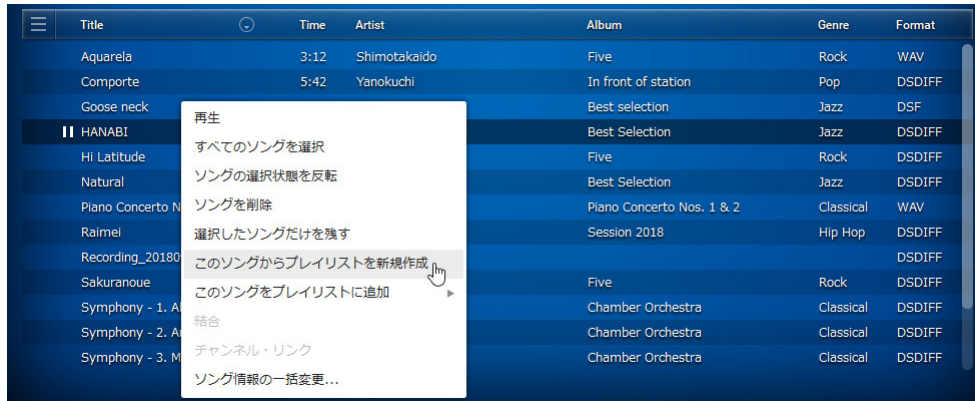 Title Time Artist Album Genre Format
Aquarela 3:12 Shimotakaido Five Rock WAV
Comporte 5:42 Yanokuchi In front of station Pop DSDIFF
Goose neck Best selection Jazz DSF
HANABI Best Selection Jazz DSDIFF
Hi Latitude Five Rock DSDIFF
Natural Best Selection Jazz DSDIFF
Piano Concerto N Piano Concerto Nos. 1 & 2 Classical WAV
Raimei Session 2018 Hip Hop DSDIFF
Recording_20180 DSDIFF
Sakuranoue Five Rock DSDIFF
Symphony - 1. Al Chamber Orchestra Classical DSDIFF
Symphony - 2. A Chamber Orchestra Classical DSDIFF
Symphony - 3. M Chamber Orchestra Classical DSDIFF
再生
すべてのソングを選択
ソングの選択状態を反転
ソングを削除
選択したソングだけを残す
このソングからプレイリストを新規作成
このソングをプレイリストに追加
結合
チャンネル・リンク
ソング情報の一括変更...